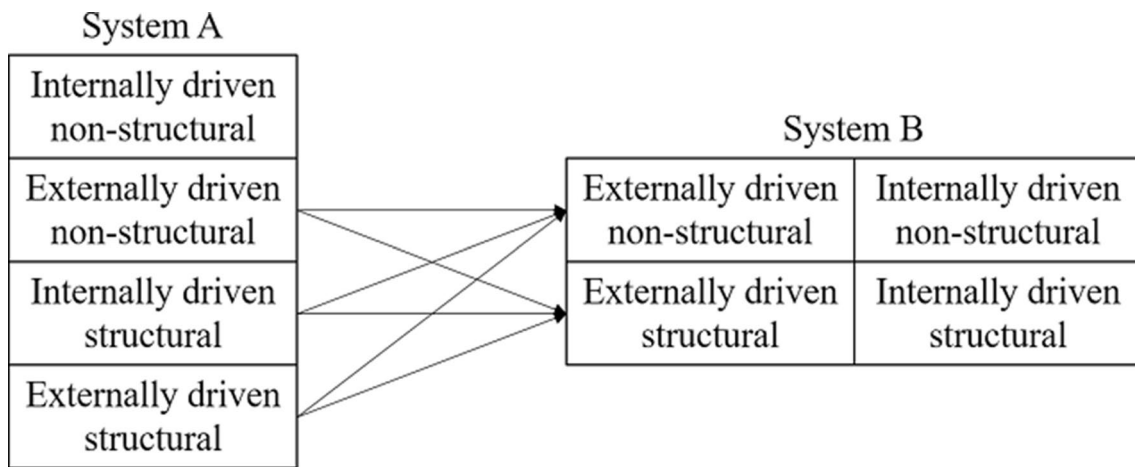 System A
Internally driven
non-structural
Externally driven
non-structural
Internally driven
structural
Externally driven
structural
System B
Externally driven
non-structural
Internally driven
non-structural
Externally driven
structural
Internally driven
structural